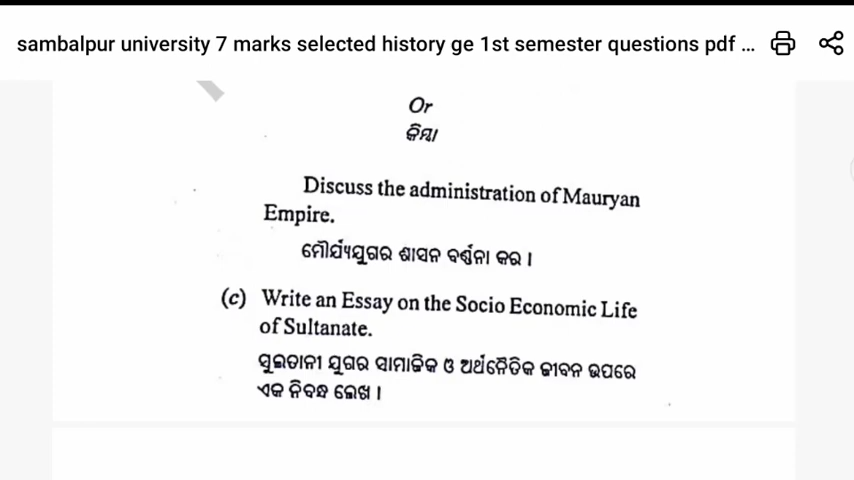 sambalpur university 7 marks selected history ge 1st semester questions pdf ...
Or
କିମ୍ବା
Discuss the administration of Mauryan
Empire.
ମୌର୍ଯ୍ୟଯୁଗର ଶାସନ ବର୍ଣ୍ଣନା କର ।
(c) Write an Essay on the Socio Economic Life
of Sultanate.
ସୁଲତାନୀ ଯୁଗର ସାମାଜିକ ଓ ଅର୍ଥନୈତିକ ଜୀବନ ଉପରେ
ଏକ ନିବନ୍ଧ ଲେଖ ।